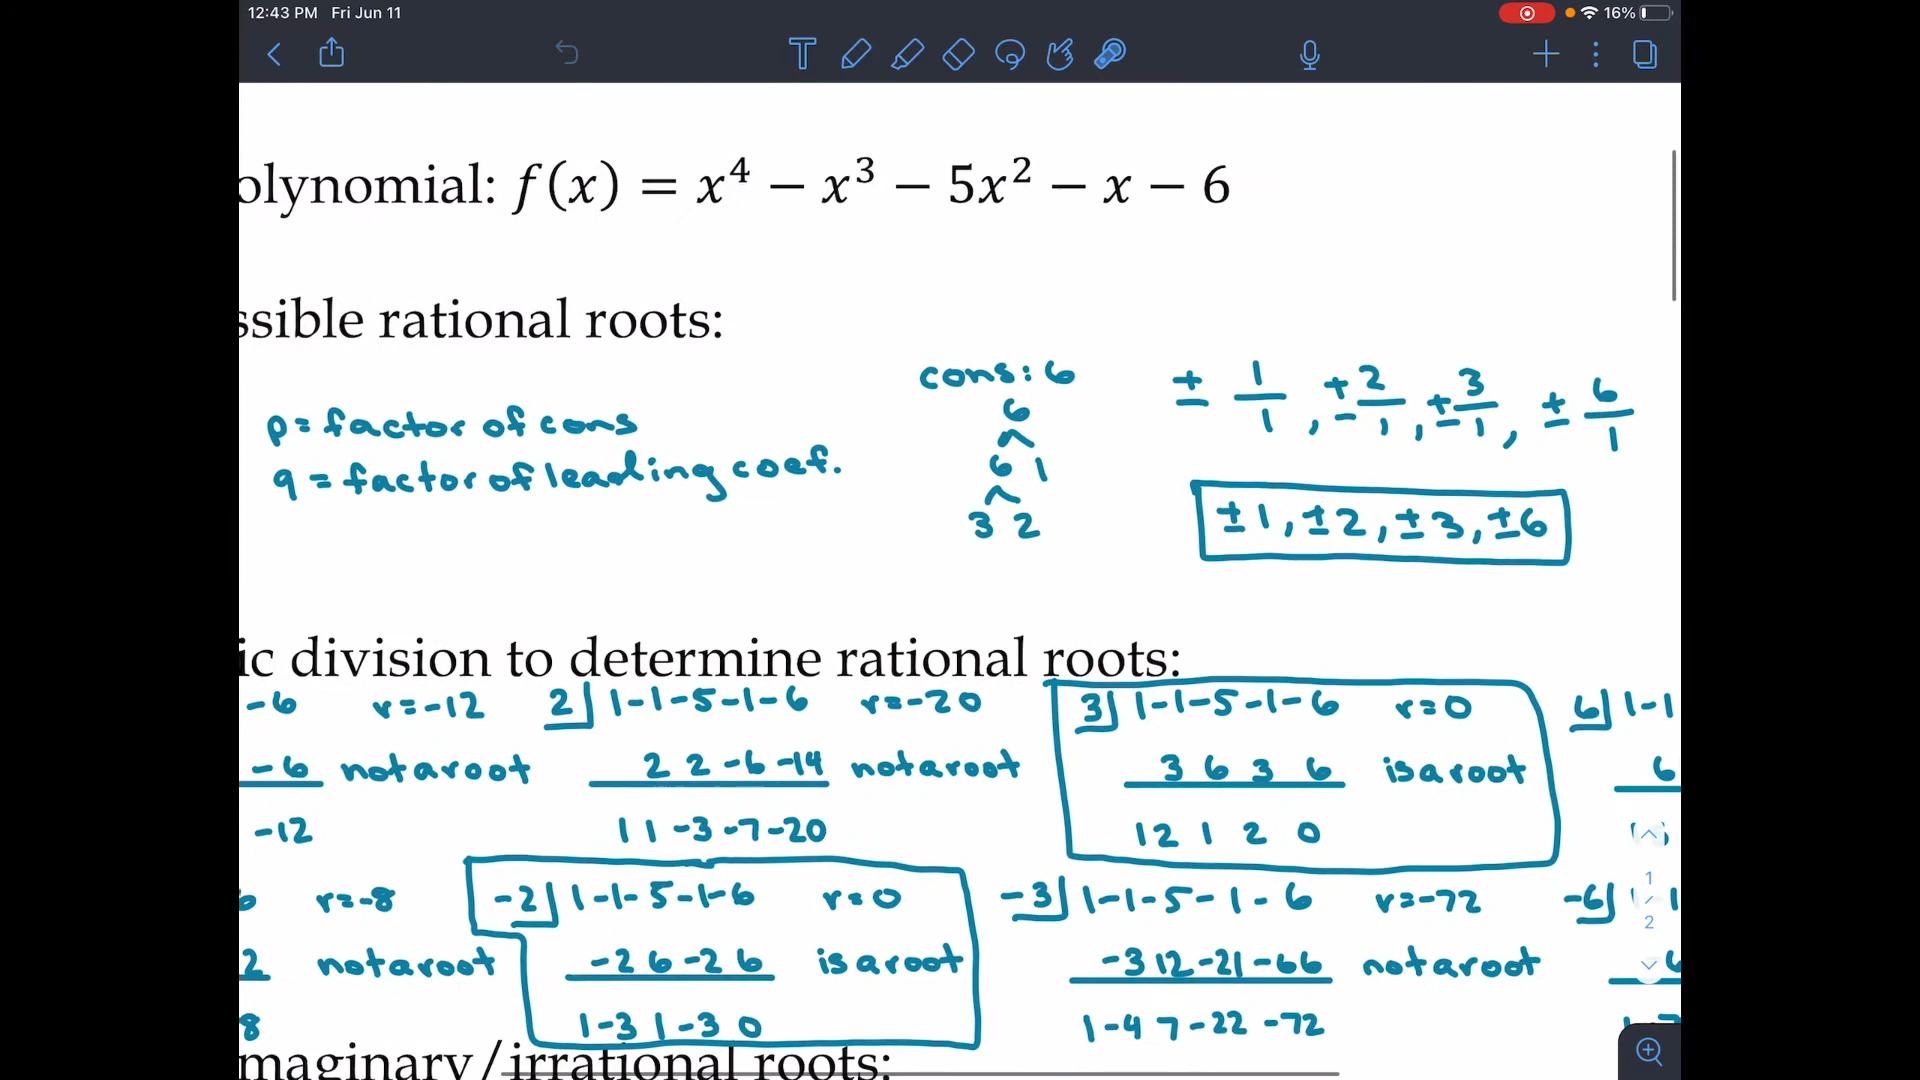 12:43 PM Fri Jun 11 16%
olynomial: f(x) = x⁴ − x³ − 5x² − x − 6
ssible rational roots:
cons: 6
± 1/1, ± 2/1, ± 3/1, ± 6/1
p = factor of cons
6
q = factor of leading coef.
6 1
3 2
±1, ±2, ±3, ±6
ic division to determine rational roots:
-6 r=-12 2 1-1-5-1-6 r=-20 3 1-1-5-1-6 r=0 6 1-1
-6 not a root 2 2 -6 -14 not a root 3 6 3 6 is a root 6
-12 1 1 -3 -7 -20 1 2 1 2 0
1
2
r=-8 -2 1-1-5-1-6 r=0 -3 1-1-5-1-6 r=-72 -6
2 not a root -2 6 -2 6 is a root -3 12 -21 -66 not a root
8 1-3 1-3 0 1-4 7-22 -72
maginary/irrational roots: